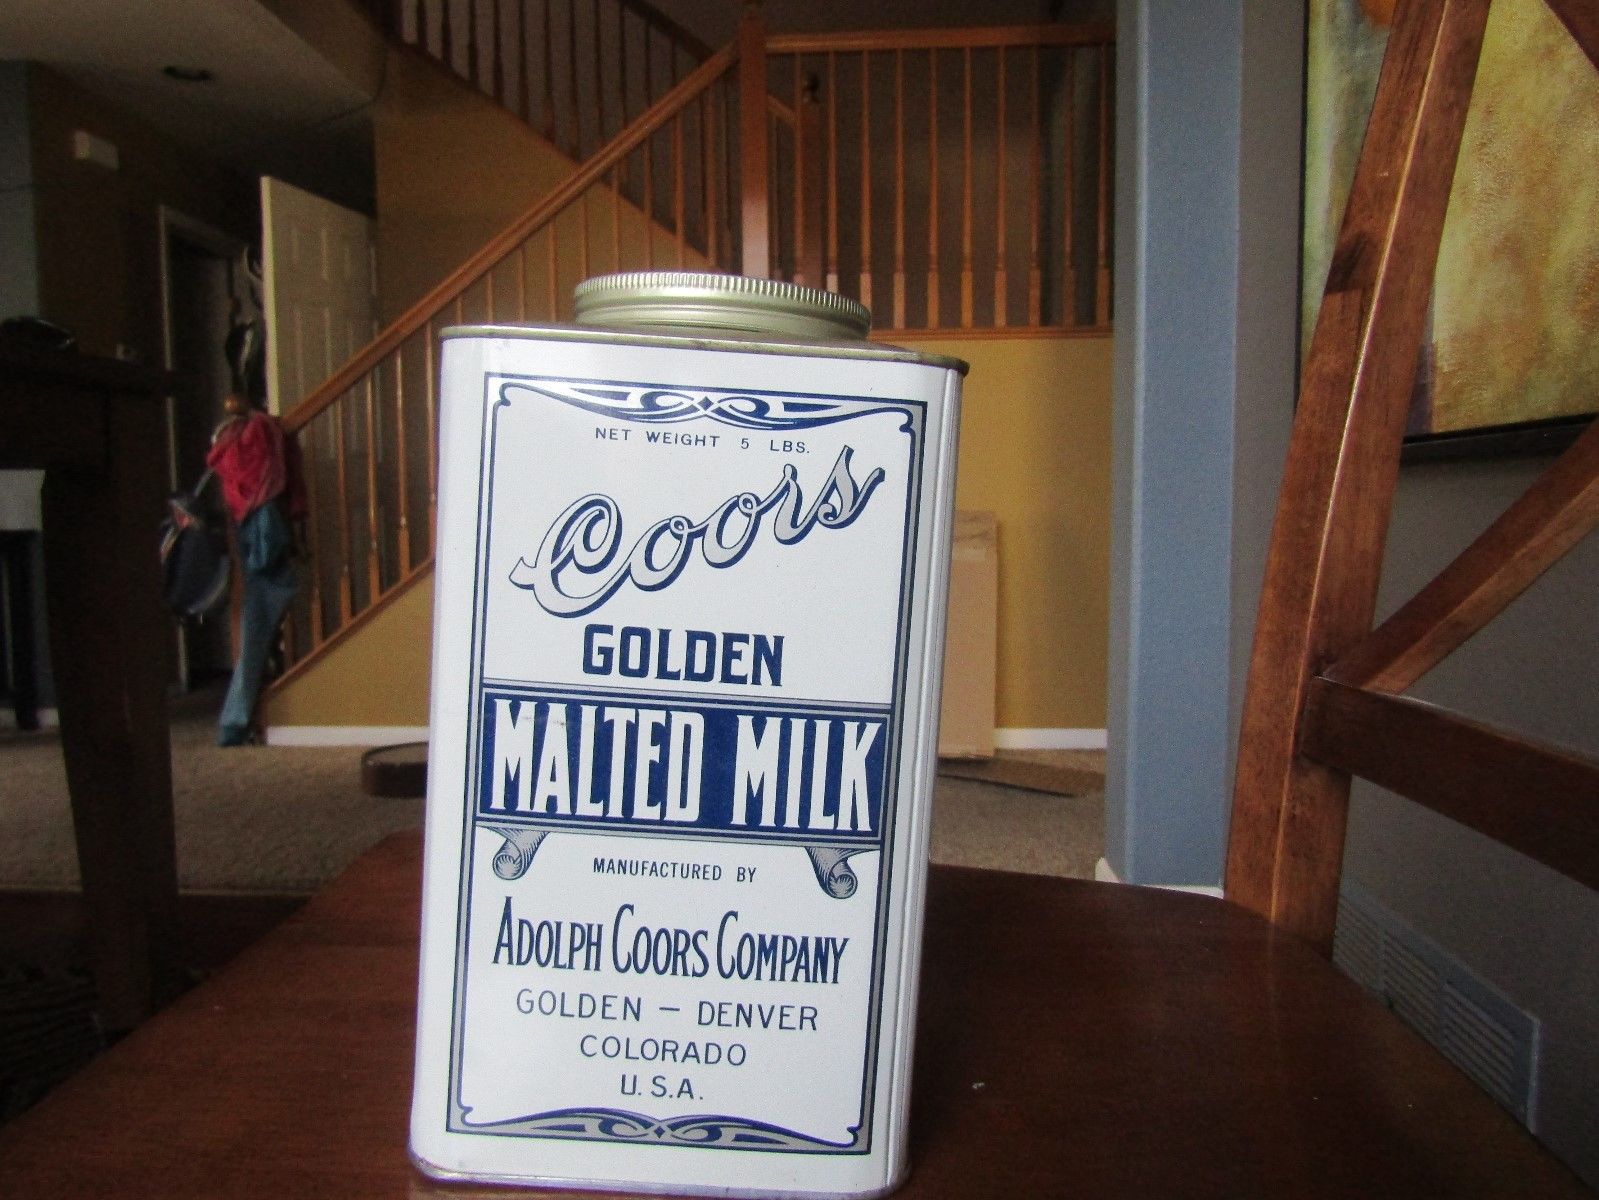 NET WEIGHT 5 LBS.
Coors
GOLDEN
MALTED MILK
MANUFACTURED BY
ADOLPH COORS COMPANY
GOLDEN – DENVER
COLORADO
U.S.A.